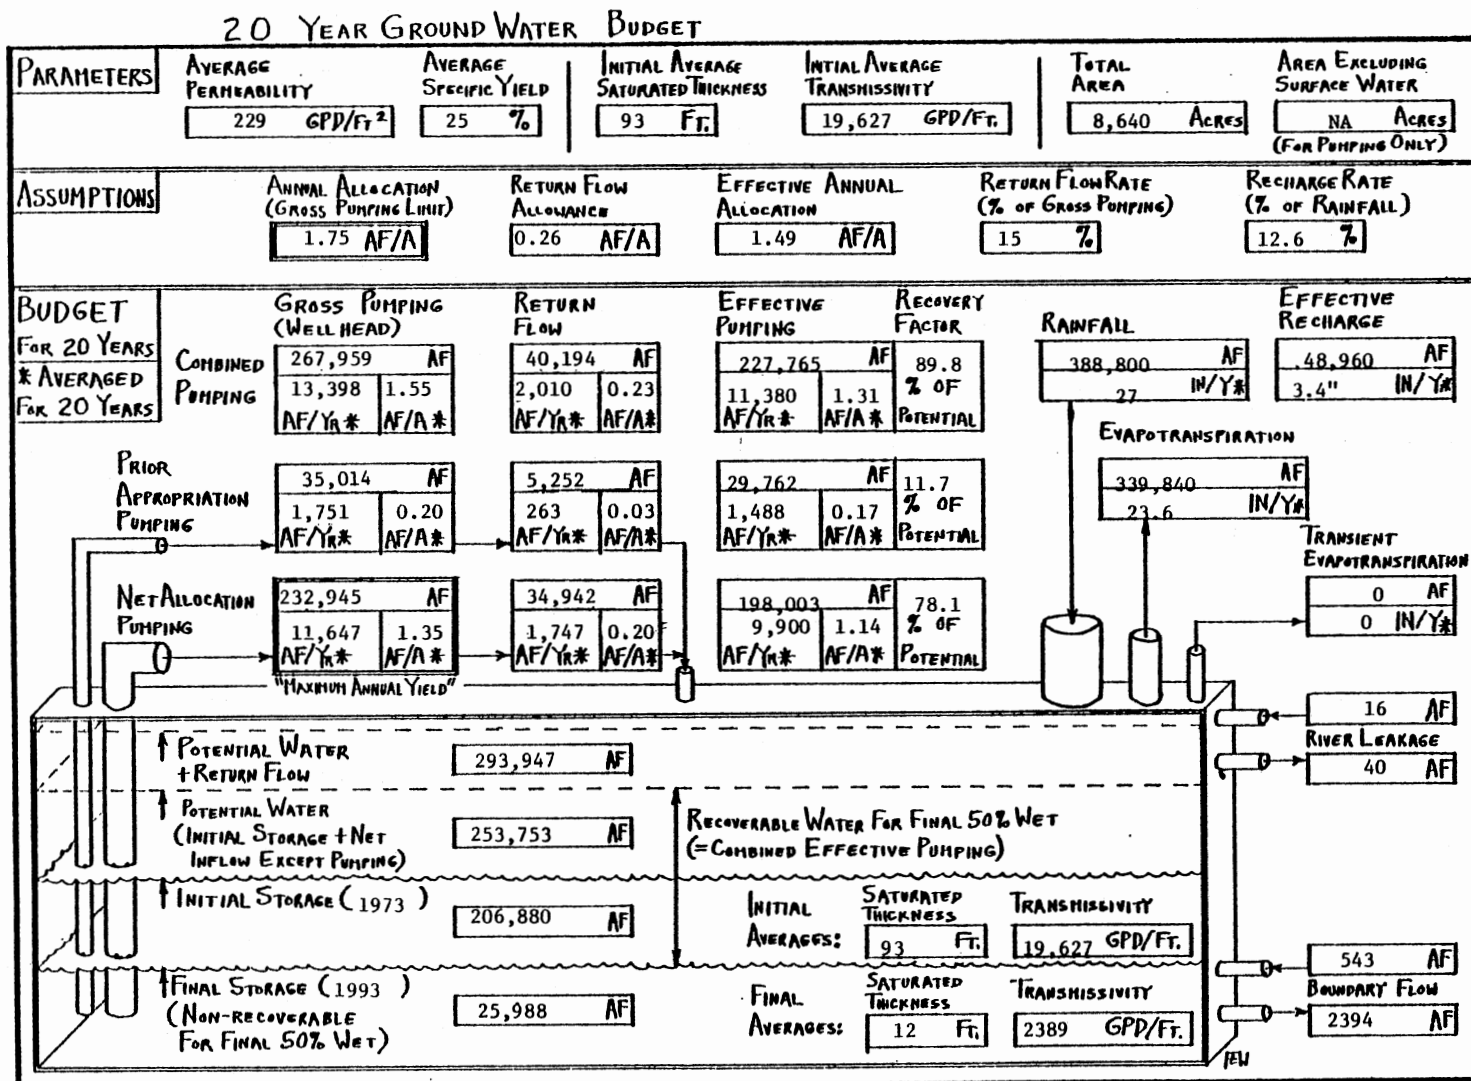 20 YEAR GROUND WATER BUDGET
PARAMETERS
AVERAGE PERMEABILITY
229 GPD/FT²
AVERAGE SPECIFIC YIELD
25 %
INITIAL AVERAGE SATURATED THICKNESS
93 FT.
INTIAL AVERAGE TRANSMISSIVITY
19,627 GPD/FT.
TOTAL AREA
8,640 ACRES
AREA EXCLUDING SURFACE WATER
NA ACRES
(FOR PUMPING ONLY)
ASSUMPTIONS
ANNUAL ALLOCATION (GROSS PUMPING LIMIT)
1.75 AF/A
RETURN FLOW ALLOWANCE
0.26 AF/A
EFFECTIVE ANNUAL ALLOCATION
1.49 AF/A
RETURN FLOW RATE (% OF GROSS PUMPING)
15 %
RECHARGE RATE (% OF RAINFALL)
12.6 %
BUDGET
FOR 20 YEARS
* AVERAGED
FOR 20 YEARS
GROSS PUMPING (WELL HEAD)
RETURN FLOW
EFFECTIVE PUMPING
RECOVERY FACTOR
COMBINED PUMPING
267,959 AF
13,398 AF/YR*
1.55 AF/A*
40,194 AF
2,010 AF/YR*
0.23 AF/A*
227,765 AF
11,380 AF/YR*
1.31 AF/A*
89.8 % OF POTENTIAL
RAINFALL
388,800 AF
27 IN/YR*
EFFECTIVE RECHARGE
.48,960 AF
3.4" IN/YR*
EVAPOTRANSPIRATION
339,840 AF
23.6 IN/YR*
PRIOR APPROPRIATION PUMPING
35,014 AF
1,751 AF/YR*
0.20 AF/A*
5,252 AF
263 AF/YR*
0.03 AF/A*
29,762 AF
1,488 AF/YR*
0.17 AF/A*
11.7 % OF POTENTIAL
TRANSIENT EVAPOTRANSPIRATION
0 AF
0 IN/YR*
NET ALLOCATION PUMPING
232,945 AF
11,647 AF/YR*
1.35 AF/A*
34,942 AF
1,747 AF/YR*
0.20 AF/A*
198,003 AF
9,900 AF/YR*
1.14 AF/A*
78.1 % OF POTENTIAL
"MAXIMUM ANNUAL YIELD"
16 AF
RIVER LEAKAGE
40 AF
POTENTIAL WATER
+ RETURN FLOW
293,947 AF
POTENTIAL WATER
(INITIAL STORAGE + NET
INFLOW EXCEPT PUMPING)
253,753 AF
RECOVERABLE WATER FOR FINAL 50% WET
(=COMBINED EFFECTIVE PUMPING)
INITIAL STORAGE (1973)
206,880 AF
INITIAL AVERAGES:
SATURATED THICKNESS
93 FT.
TRANSMISSIVITY
19,627 GPD/FT.
FINAL STORAGE (1993)
(NON-RECOVERABLE
FOR FINAL 50% WET)
25,988 AF
FINAL AVERAGES:
SATURATED THICKNESS
12 FT.
TRANSMISSIVITY
2389 GPD/FT.
543 AF
BOUNDARY FLOW
2394 AF